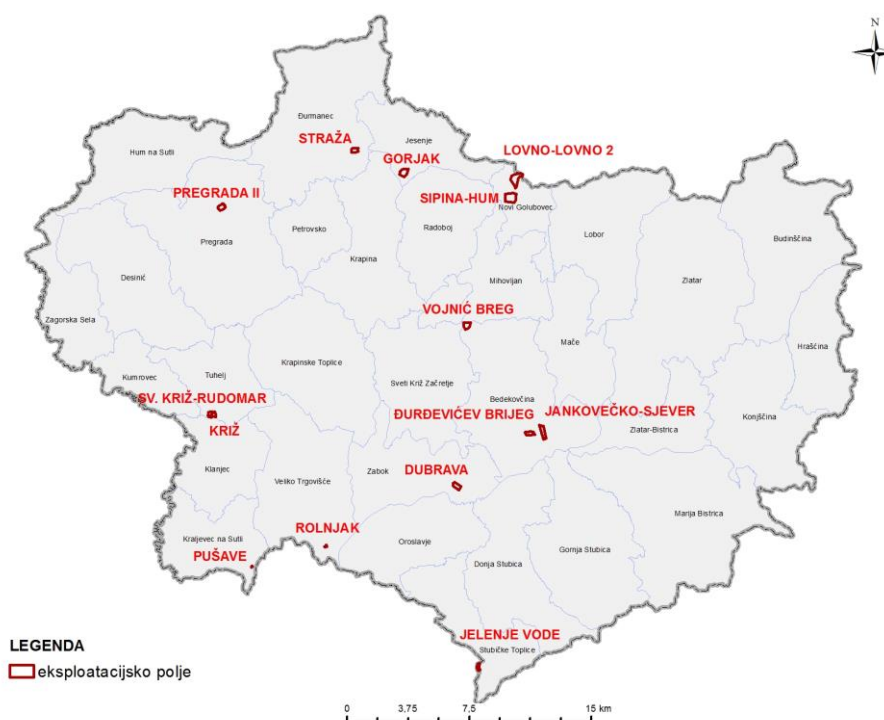 N
Đurmanec
STRAŽA
Jesenje
Hum na Sutli
GORJAK
LOVNO-LOVNO 2
PREGRADA II
SIPINA-HUM
Novi Golubovec
Pregrada
Petrovsko
Radoboj
Lobor
Budinščina
Krapina
Desinić
Mihovijan
Zlatar
Zagorska Sela
VOJNIĆ BREG
Hrašćina
Mače
Krapinske Toplice
Kumrovec
Tuhelj
Sveti Križ Začretje
SV. KRIŽ-RUDOMAR
Bedekovčina
ĐURĐEVIĆEV BRIJEG
JANKOVEČKO-SJEVER
Konjščina
KRIŽ
Zlatar-Bistrica
Klanjec
Zabok
DUBRAVA
Veliko Trgovišće
Marija Bistrica
ROLNJAK
Kraljevec na Sutli
Oroslavje
Gornja Stubica
PUŠAVE
Donja Stubica
JELENJE VODE
Stubičke Toplice
LEGENDA
eksploatacijsko polje
0 3,75 7,5 15 km